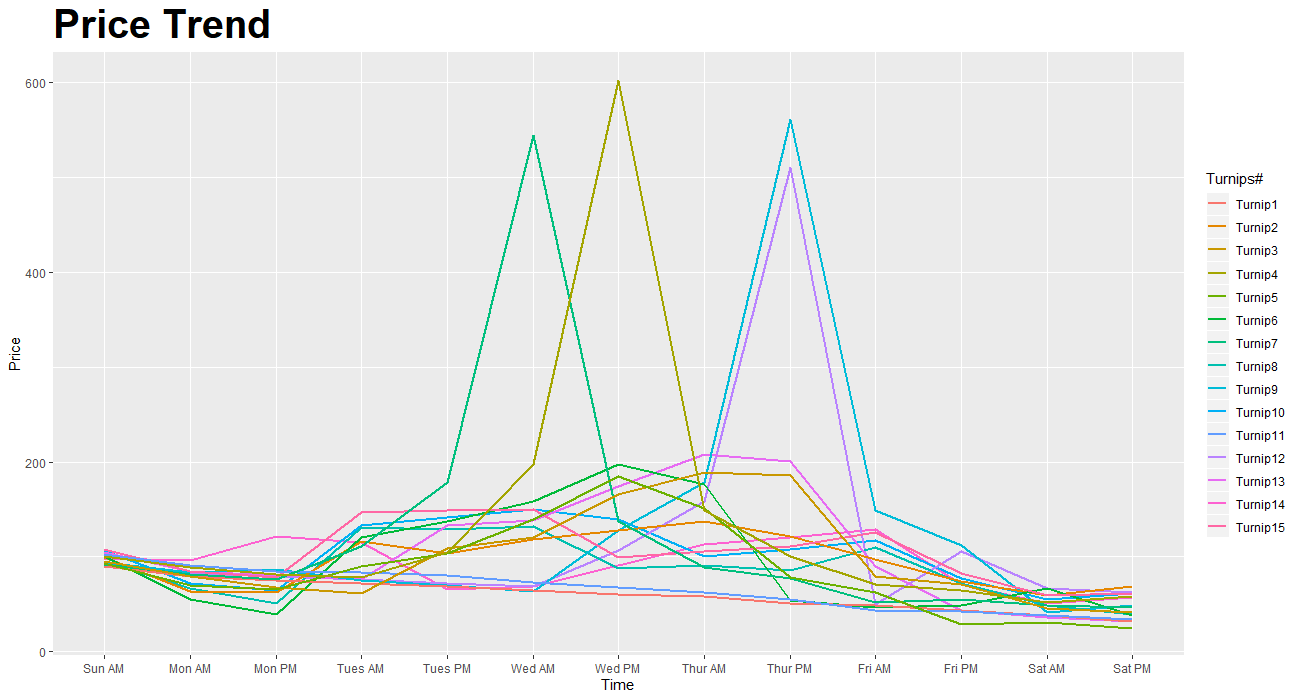 Price Trend
600
400
200
0
Price
Sun AM
Mon AM
Mon PM
Tues AM
Tues PM
Wed AM
Wed PM
Thur AM
Thur PM
Fri AM
Fri PM
Sat AM
Sat PM
Time
Turnips#
Turnip1
Turnip2
Turnip3
Turnip4
Turnip5
Turnip6
Turnip7
Turnip8
Turnip9
Turnip10
Turnip11
Turnip12
Turnip13
Turnip14
Turnip15